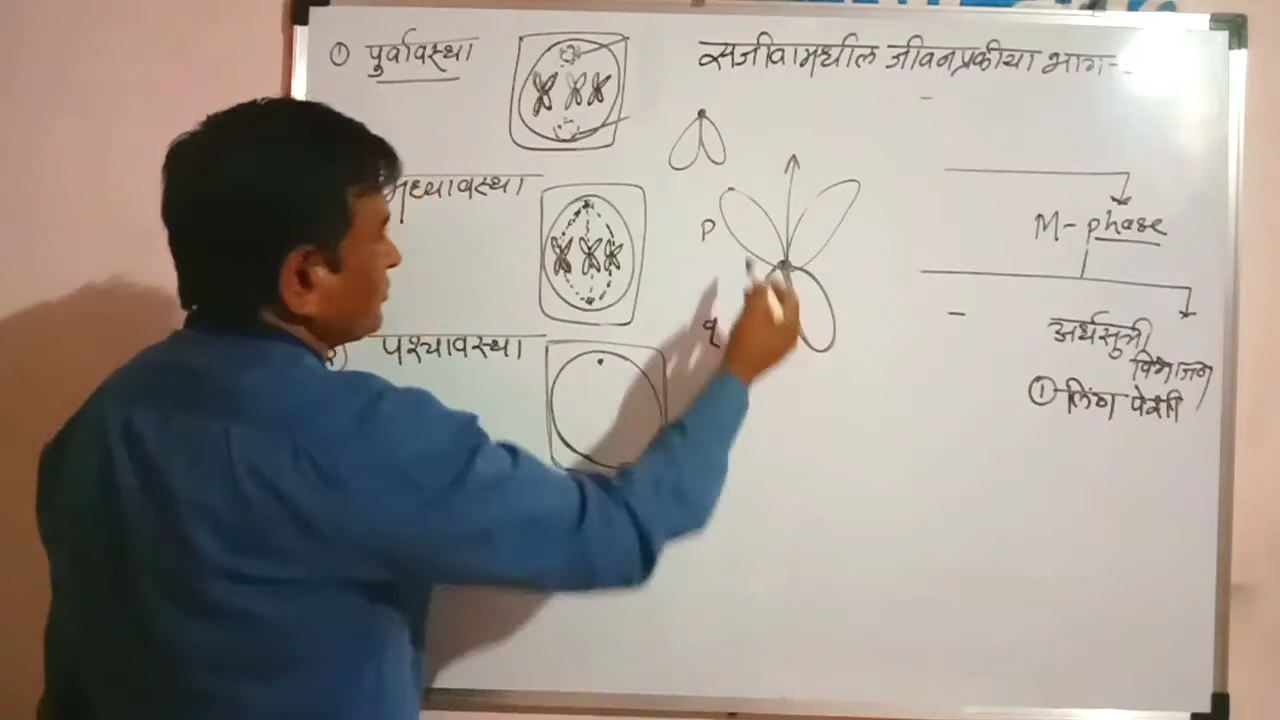 ① पुर्वावस्था
सजीवामधील जीवनप्रकीया भाग-
मध्यावस्था
P
M-phase
q
पश्चावस्था
अर्धसुत्री
विभाजन
① लिंग पेशी